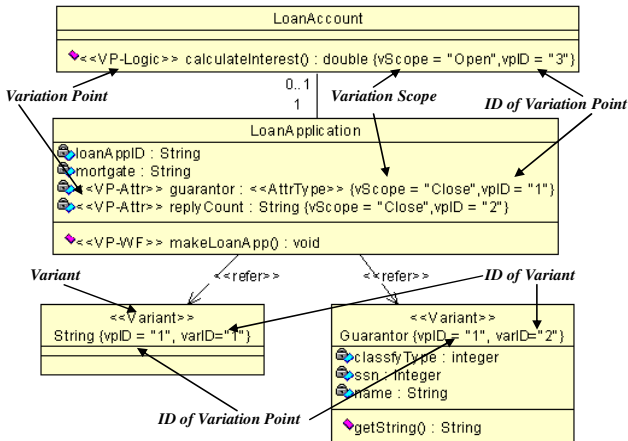 LoanAccount
<<VP-Logic>> calculateInterest() : double {vScope = "Open",vpID = "3"}
Variation Point
0..1
Variation Scope
ID of Variation Point
1
LoanApplication
loanAppID : String
mortgate : String
<<VP-Attr>> guarantor : <<AttrType>> {vScope = "Close",vpID = "1"}
<<VP-Attr>> replyCount : String {vScope = "Close",vpID = "2"}
<<VP-WF>> makeLoanApp() : void
Variant
<<refer>>
<<refer>>
ID of Variant
<<Variant>>
String {vpID = "1", varID="1"}
<<Variant>>
Guarantor {vpID = "1", varID="2"}
classfyType : integer
ssn : Integer
name : String
ID of Variation Point
getString() : String